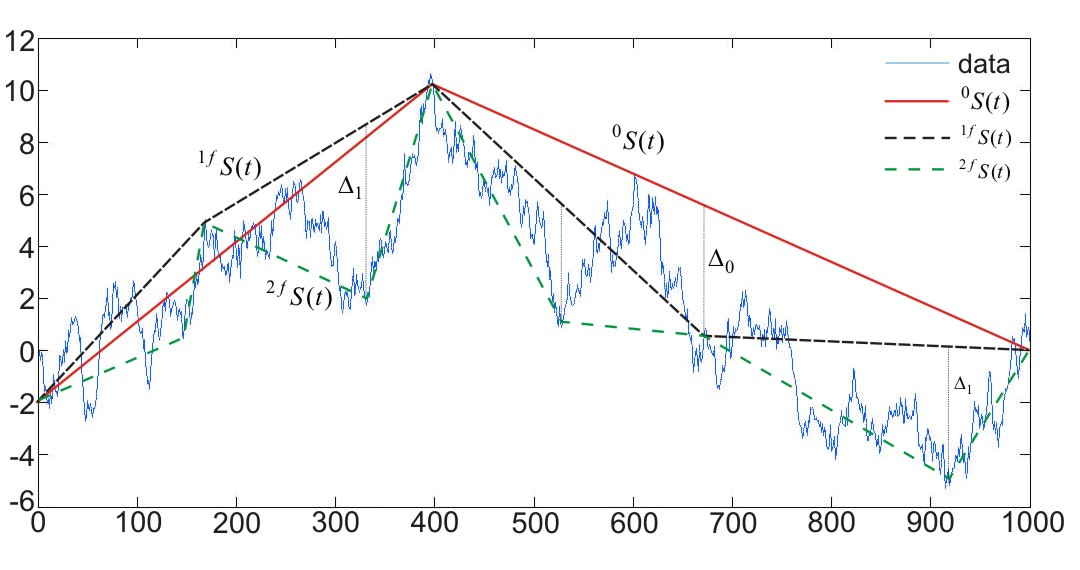 12
10
8
6
4
2
0
-2
-4
-6
0 100 200 300 400 500 600 700 800 900 1000
data
⁰S(t)
¹ᶠS(t)
²ᶠS(t)
⁰S(t)
¹ᶠS(t)
Δ₁
²ᶠS(t)
Δ₀
Δ₁